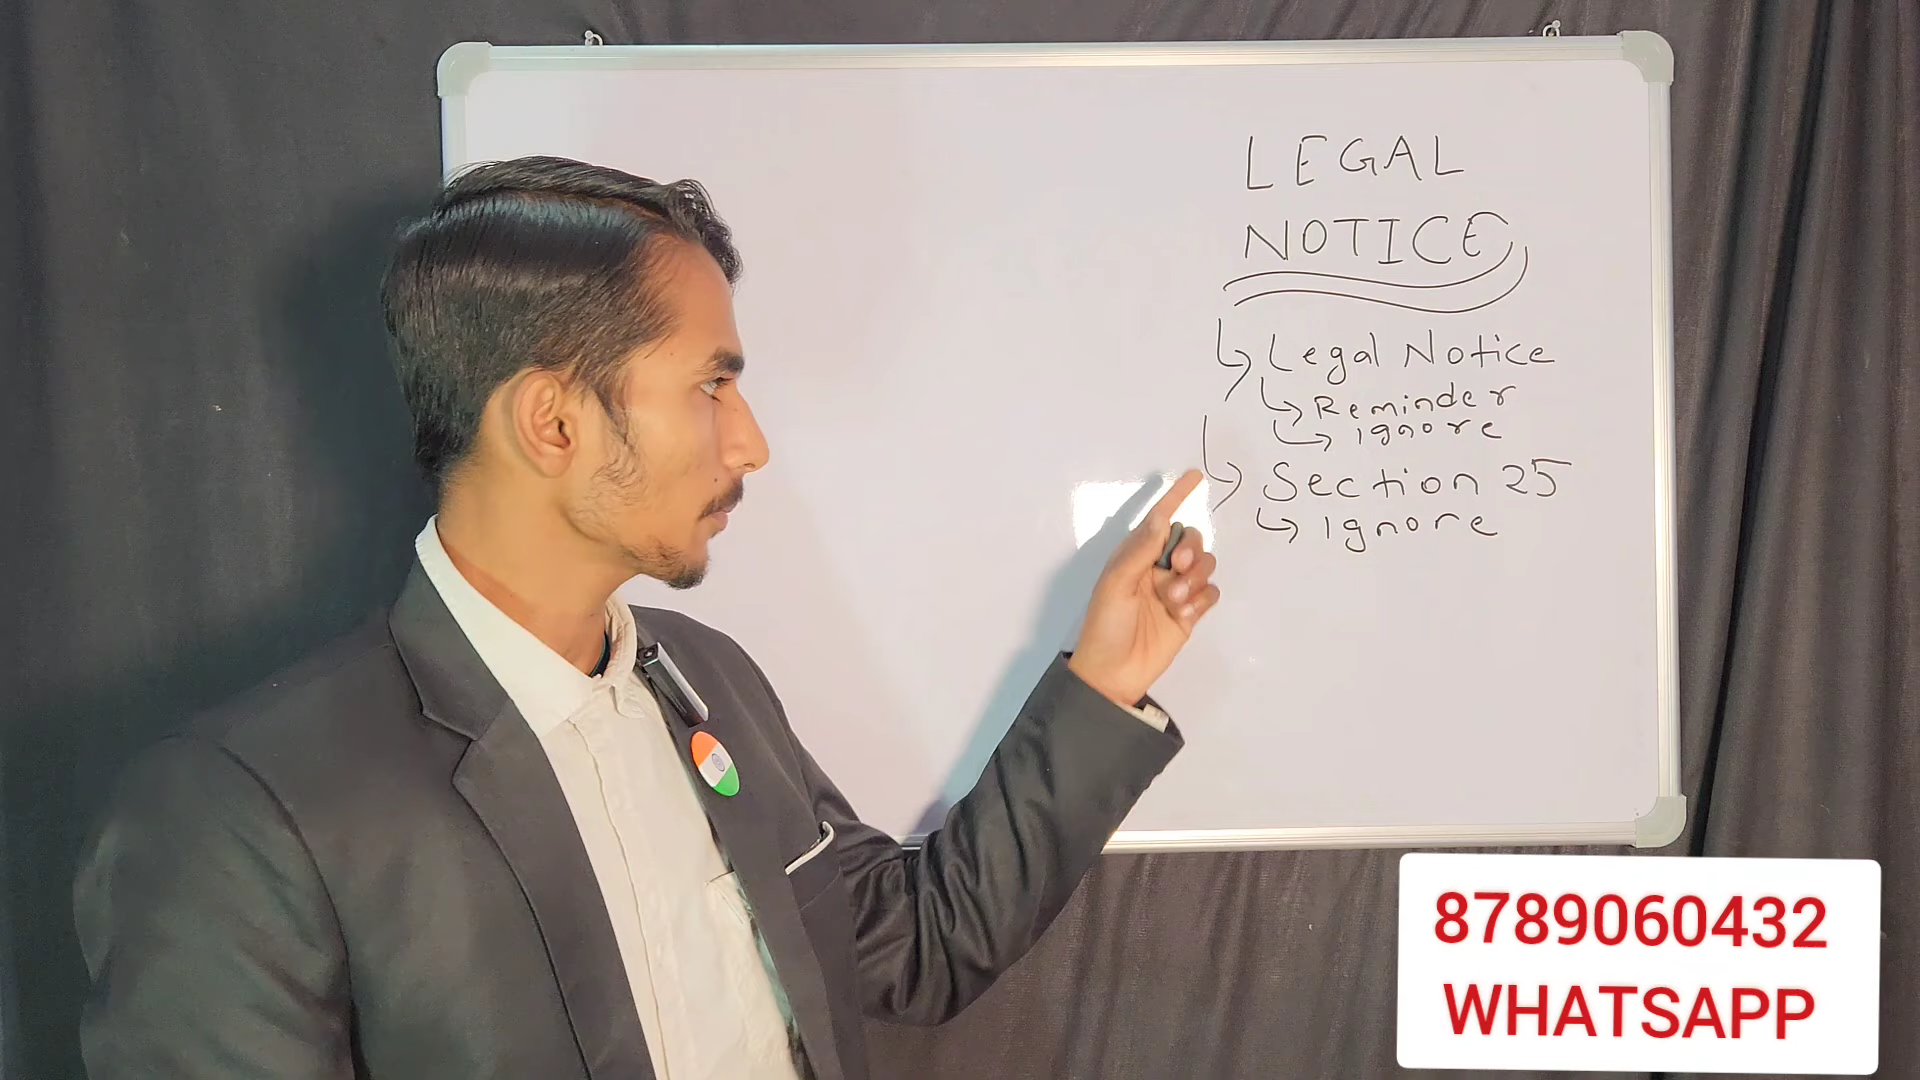 LEGAL
NOTICE
Legal Notice
Reminder
ignore
Section 25
Ignore
8789060432
WHATSAPP